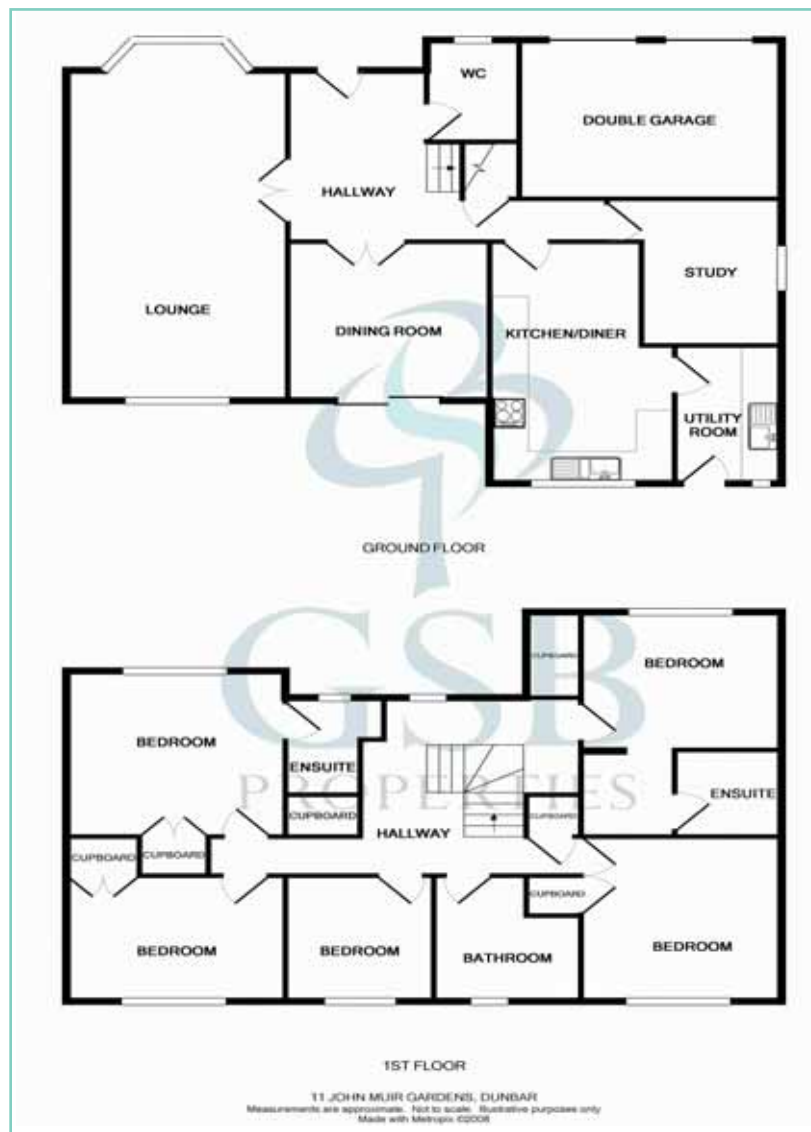 WC
DOUBLE GARAGE
HALLWAY
STUDY
LOUNGE
DINING ROOM
KITCHEN/DINER
UTILITY
ROOM
GROUND FLOOR
CUPBOARD
BEDROOM
BEDROOM
GSB
PROPERTIES
ENSUITE
ENSUITE
CUPBOARD
CUPBOARD
HALLWAY
CUPBOARD
CUPBOARD
CUPBOARD
BEDROOM
BEDROOM
BATHROOM
BEDROOM
1ST FLOOR
11 JOHN MUIR GARDENS, DUNBAR
Measurements are approximate. Not to scale. Illustrative purposes only
Made with Metropix ©2008